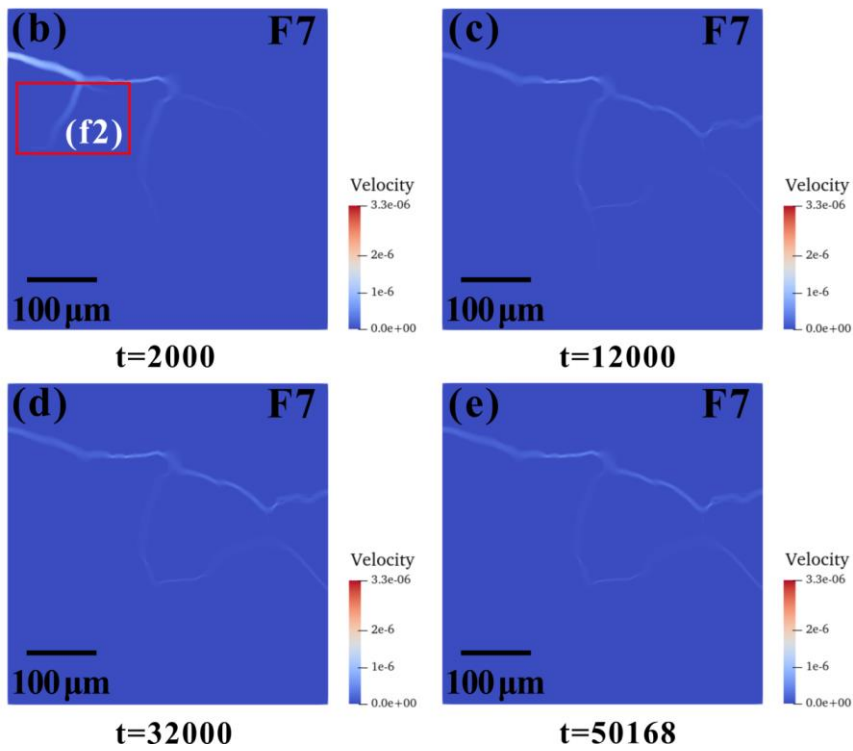 (b) F7
(f2)
Velocity
3.3e-06
2e-6
1e-6
0.0e+00
100 μm
t=2000
(c) F7
Velocity
3.3e-06
2e-6
1e-6
0.0e+00
100 μm
t=12000
(d) F7
Velocity
3.3e-06
2e-6
1e-6
0.0e+00
100 μm
t=32000
(e) F7
Velocity
3.3e-06
2e-6
1e-6
0.0e+00
100 μm
t=50168